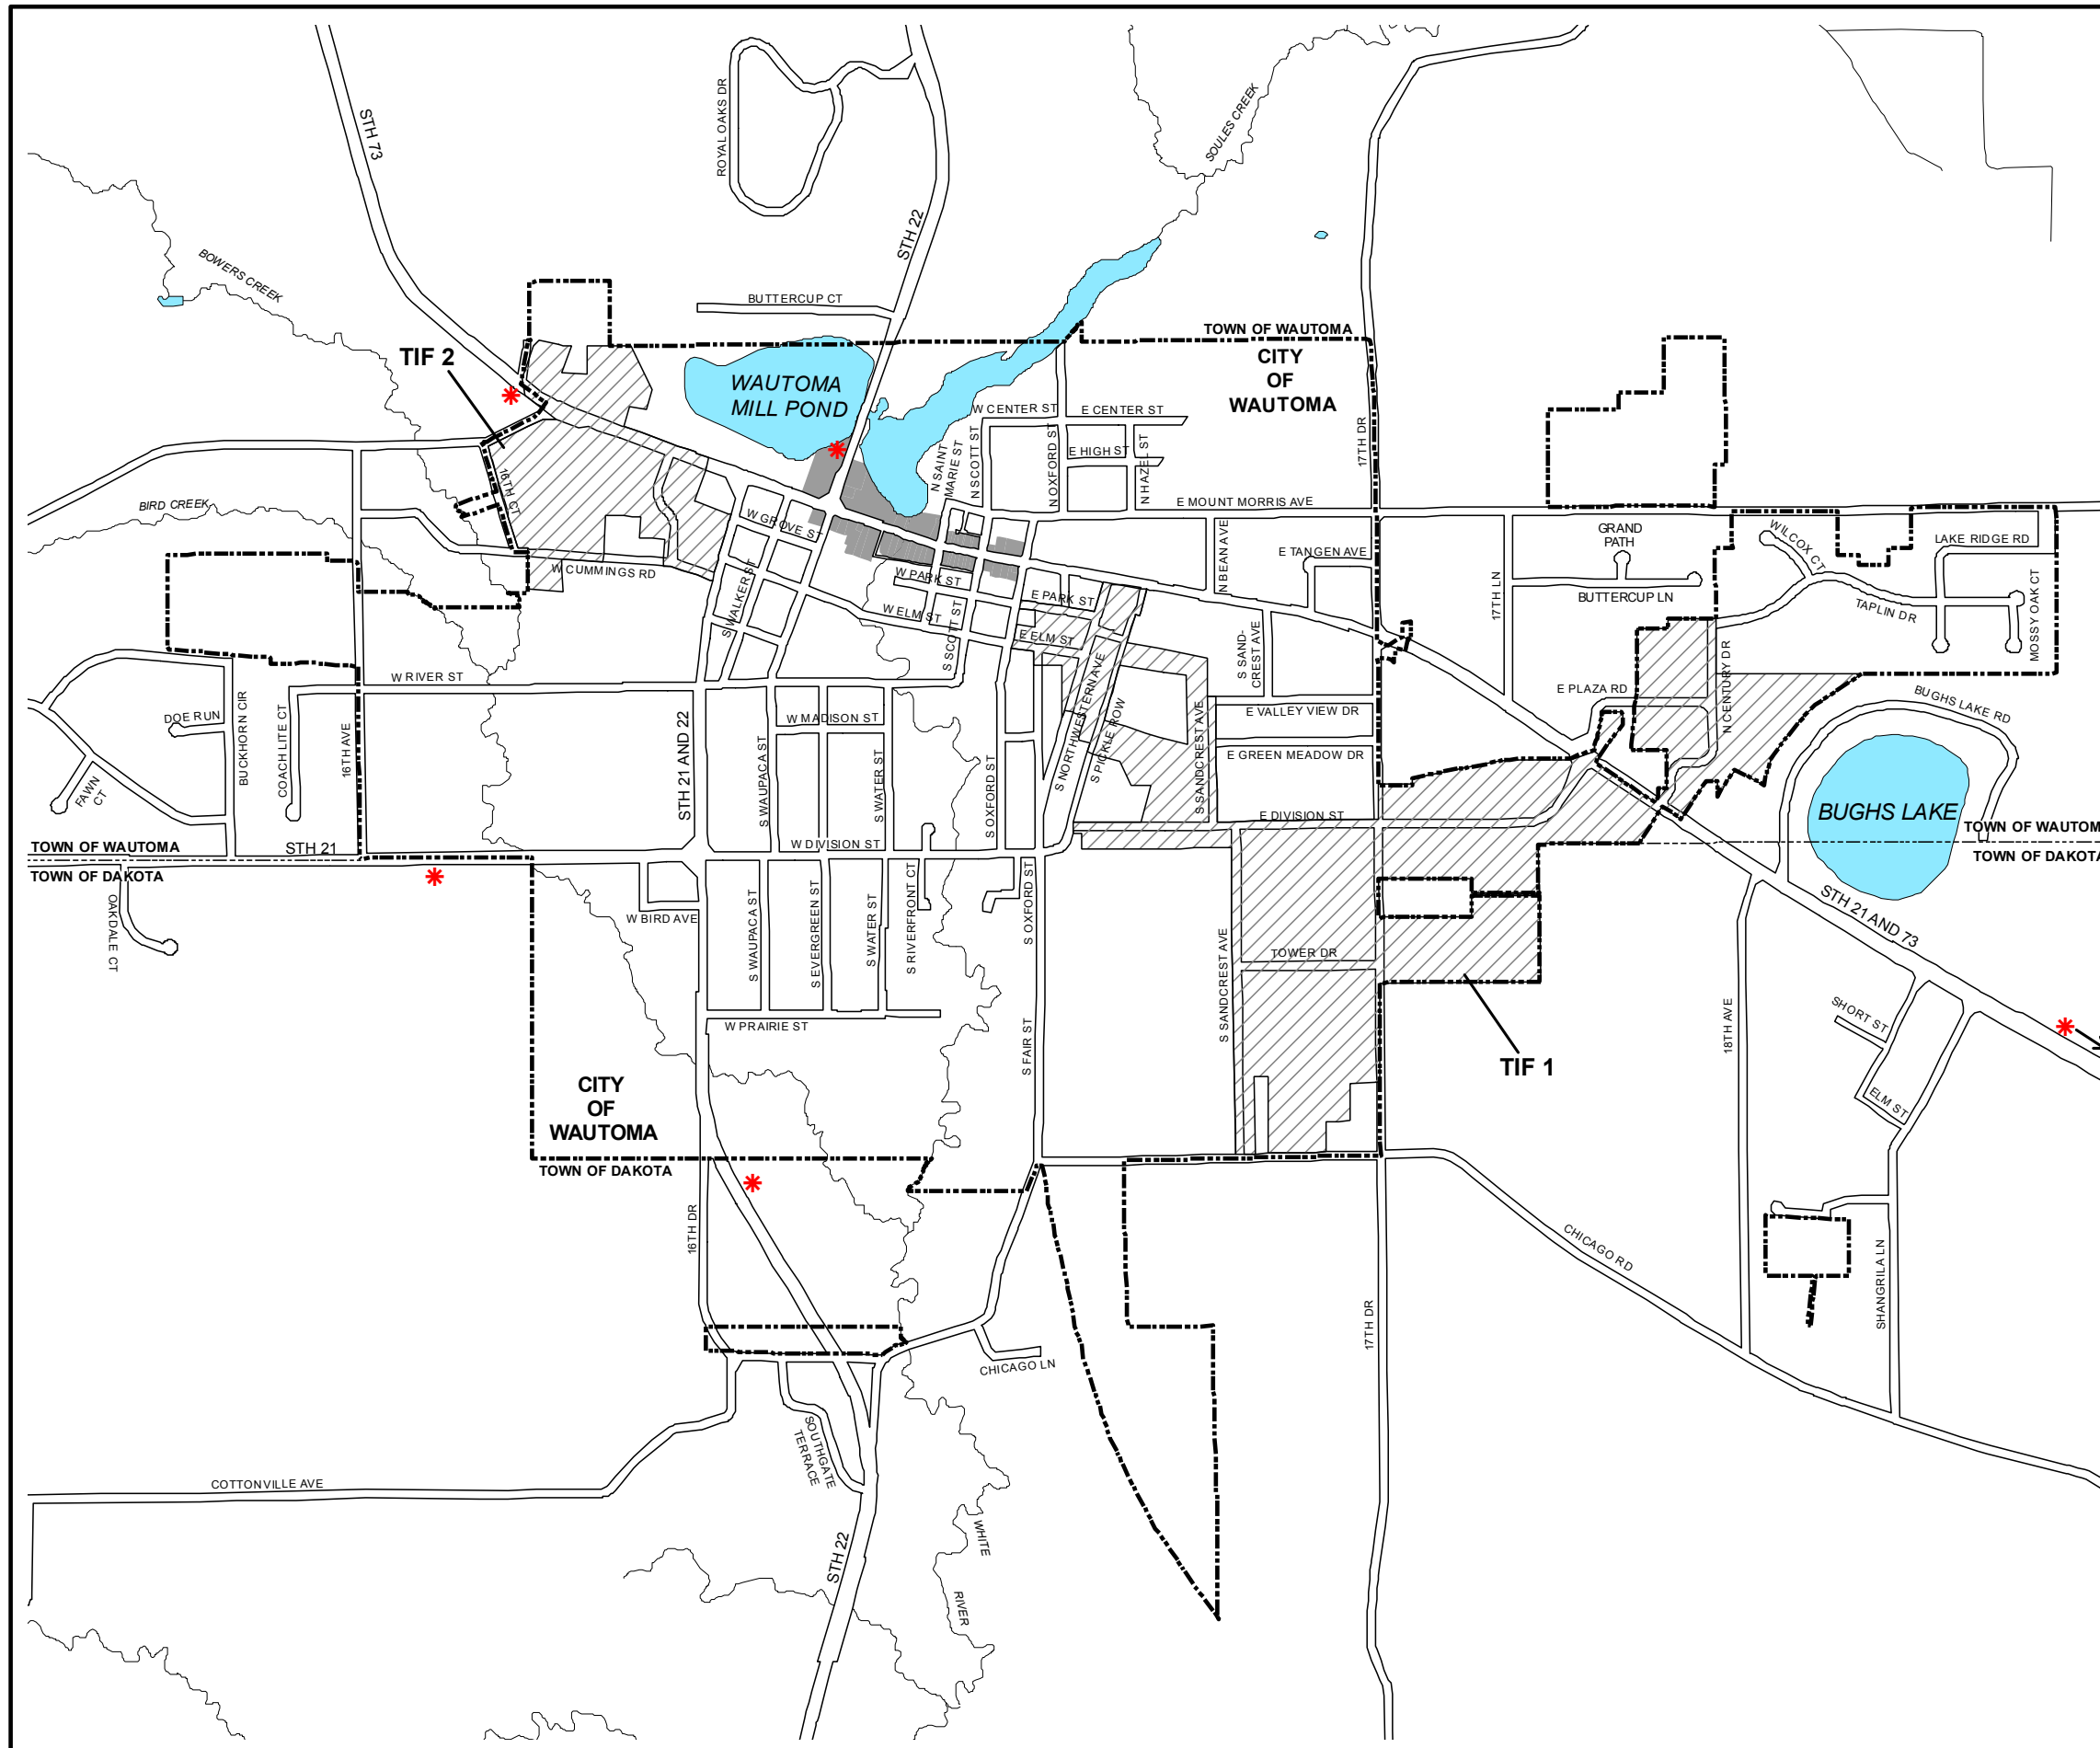 STH 73
ROYAL OAKS DR
SOULES CREEK
STH 22
BOWERS CREEK
BUTTERCUP CT
TOWN OF WAUTOMA
CITY
OF
WAUTOMA
TIF 2
WAUTOMA
MILL POND
W CENTER ST
E CENTER ST
N SAINT
MARIE ST
N SCOTT ST
N OXFORD ST
E HIGH ST
N HAZEL ST
17TH DR
16TH CT
BIRD CREEK
E MOUNT MORRIS AVE
W GROVE ST
GRAND
PATH
WILCOX CT
LAKE RIDGE RD
N BEAN AVE
E TANGEN AVE
W CUMMINGS RD
W PARK ST
E PARK ST
17TH LN
BUTTERCUP LN
TAPLIN DR
MOSSY OAK CT
S WALKER ST
W ELM ST
S SCOTT ST
E ELM ST
S SAND-
CREST AVE
W RIVER ST
E PLAZA RD
N CENTURY DR
BUGHS LAKE RD
DOE RUN
BUCKHORN CIR
COACH LITE CT
16TH AVE
STH 21 AND 22
W MADISON ST
S WAUPACA ST
S WATER ST
S OXFORD ST
S NORTHWESTERN AVE
S PICKLE ROW
S SANDCREST AVE
E VALLEY VIEW DR
E GREEN MEADOW DR
FAWN
CT
E DIVISION ST
BUGHS LAKE
TOWN OF WAUTOMA
STH 21
W DIVISION ST
TOWN OF WAUTOM
TOWN OF DAKOTA
TOWN OF DAKOTA
OAKDALE CT
W BIRD AVE
S WAUPACA ST
S EVERGREEN ST
S WATER ST
S RIVERFRONT CT
S OXFORD ST
S SANDCREST AVE
TOWER DR
STH 21 AND 73
W PRAIRIE ST
S FAIR ST
18TH AVE
SHORT ST
TIF 1
ELM ST
CITY
OF
WAUTOMA
TOWN OF DAKOTA
16TH DR
CHICAGO RD
SHANGRILA LN
17TH DR
CHICAGO LN
SOUTHGATE
TERRACE
COTTONVILLE AVE
STH 22
WHITE
RIVER